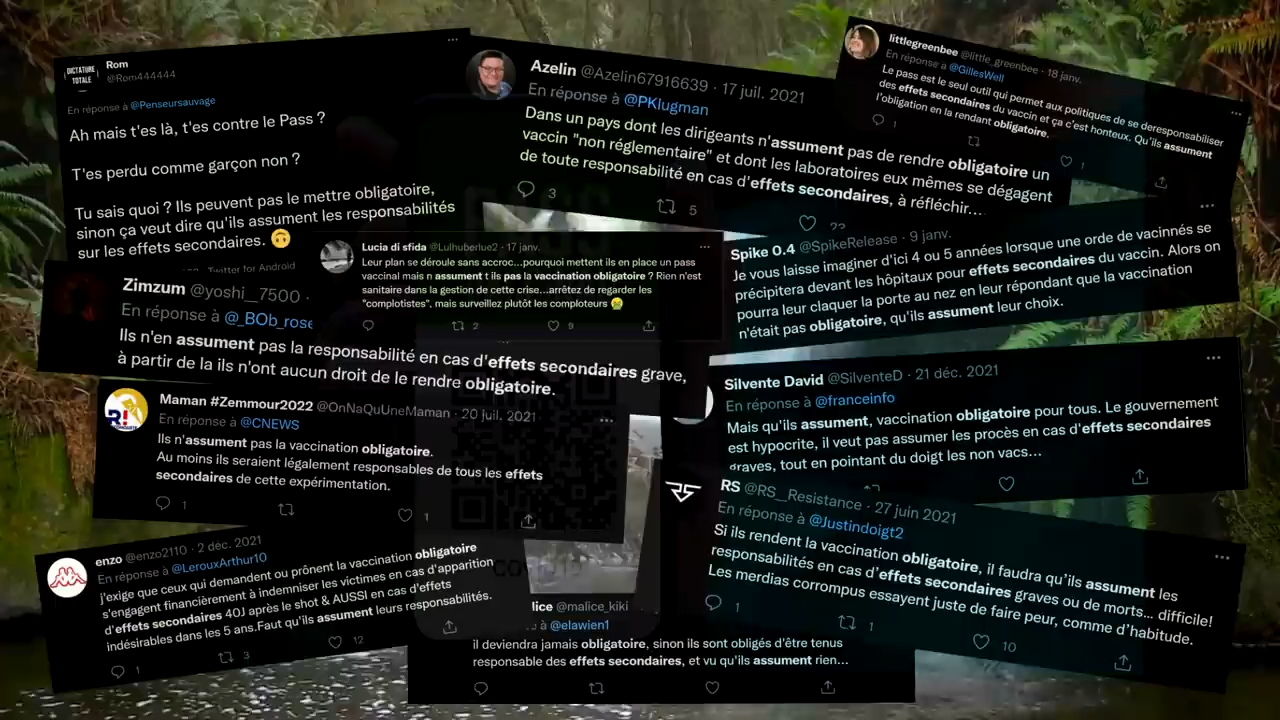 DICTATURE
TOTALE
Rom
@Rom444444
En réponse à @Penseursauvage
Ah mais t'es là, t'es contre le Pass ?
T'es perdu comme garçon non ?
Tu sais quoi ? Ils peuvent pas le mettre obligatoire,
sinon ça veut dire qu'ils assument les responsabilités
sur les effets secondaires. 🙃
Twitter for Android
Azelin @Azelin67916639 · 17 juil. 2021
En réponse à @PKlugman
Dans un pays dont les dirigeants n'assument pas de rendre obligatoire un
vaccin "non réglementaire" et dont les laboratoires eux mêmes se dégagent
de toute responsabilité en cas d'effets secondaires, à réfléchir....
3
5
littlegreenbee @little_greenbee · 18 janv.
En réponse à @GillesWell
Le pass est le seul outil qui permet aux politiques de se deresponsabiliser
des effets secondaires du vaccin et ça c'est honteux. Qu'ils assument
l'obligation en la rendant obligatoire.
1
1
Lucia di sfida @Lulhuberlue2 · 17 janv.
Leur plan se déroule sans accroc...pourquoi mettent ils en place un pass
vaccinal mais n assument t ils pas la vaccination obligatoire ? Rien n'est
sanitaire dans la gestion de cette crise...arrêtez de regarder les
"complotistes", mais surveillez plutôt les comploteurs
2
9
Spike 0.4 @SpikeRelease · 9 janv.
Je vous laisse imaginer d'ici 4 ou 5 années lorsque une orde de vacinnés se
précipitera devant les hôpitaux pour effets secondaires du vaccin. Alors on
pourra leur claquer la porte au nez en leur répondant que la vaccination
n'était pas obligatoire, qu'ils assument leur choix.
Zimzum @yoshi__7500 ·
En réponse à @_BOb_rose
Ils n'en assument pas la responsabilité en cas d'effets secondaires grave,
à partir de la ils n'ont aucun droit de le rendre obligatoire.
Silvente David @SilventeD · 21 déc. 2021
En réponse à @franceinfo
Mais qu'ils assument, vaccination obligatoire pour tous. Le gouvernement
est hypocrite, il veut pas assumer les procès en cas d'effets secondaires
graves, tout en pointant du doigt les non vacs...
Maman #Zemmour2022 @OnNaQuUneMaman · 20 juil. 2021
En réponse à @CNEWS
Ils n'assument pas la vaccination obligatoire.
Au moins ils seraient légalement responsables de tous les effets
secondaires de cette expérimentation.
1
1
RS @RS__Resistance · 27 juin 2021
En réponse à @Justindoigt2
Si ils rendent la vaccination obligatoire, il faudra qu'ils assument les
responsabilités en cas d'effets secondaires graves ou de morts... difficile!
Les merdias corrompus essayent juste de faire peur, comme d'habitude.
1
1
10
enzo @enzo2110 · 2 déc. 2021
En réponse à @LerouxArthur10
j'exige que ceux qui demandent ou prônent la vaccination obligatoire
s'engagent financièrement à indemniser les victimes en cas d'apparition
d'effets secondaires 40J après le shot & AUSSI en cas d'effets
indésirables dans les 5 ans.Faut qu'ils assument leurs responsabilités.
1
3
12
lice @malice_kiki
à @elawien1
il deviendra jamais obligatoire, sinon ils sont obligés d'être tenus
responsable des effets secondaires, et vu qu'ils assument rien...